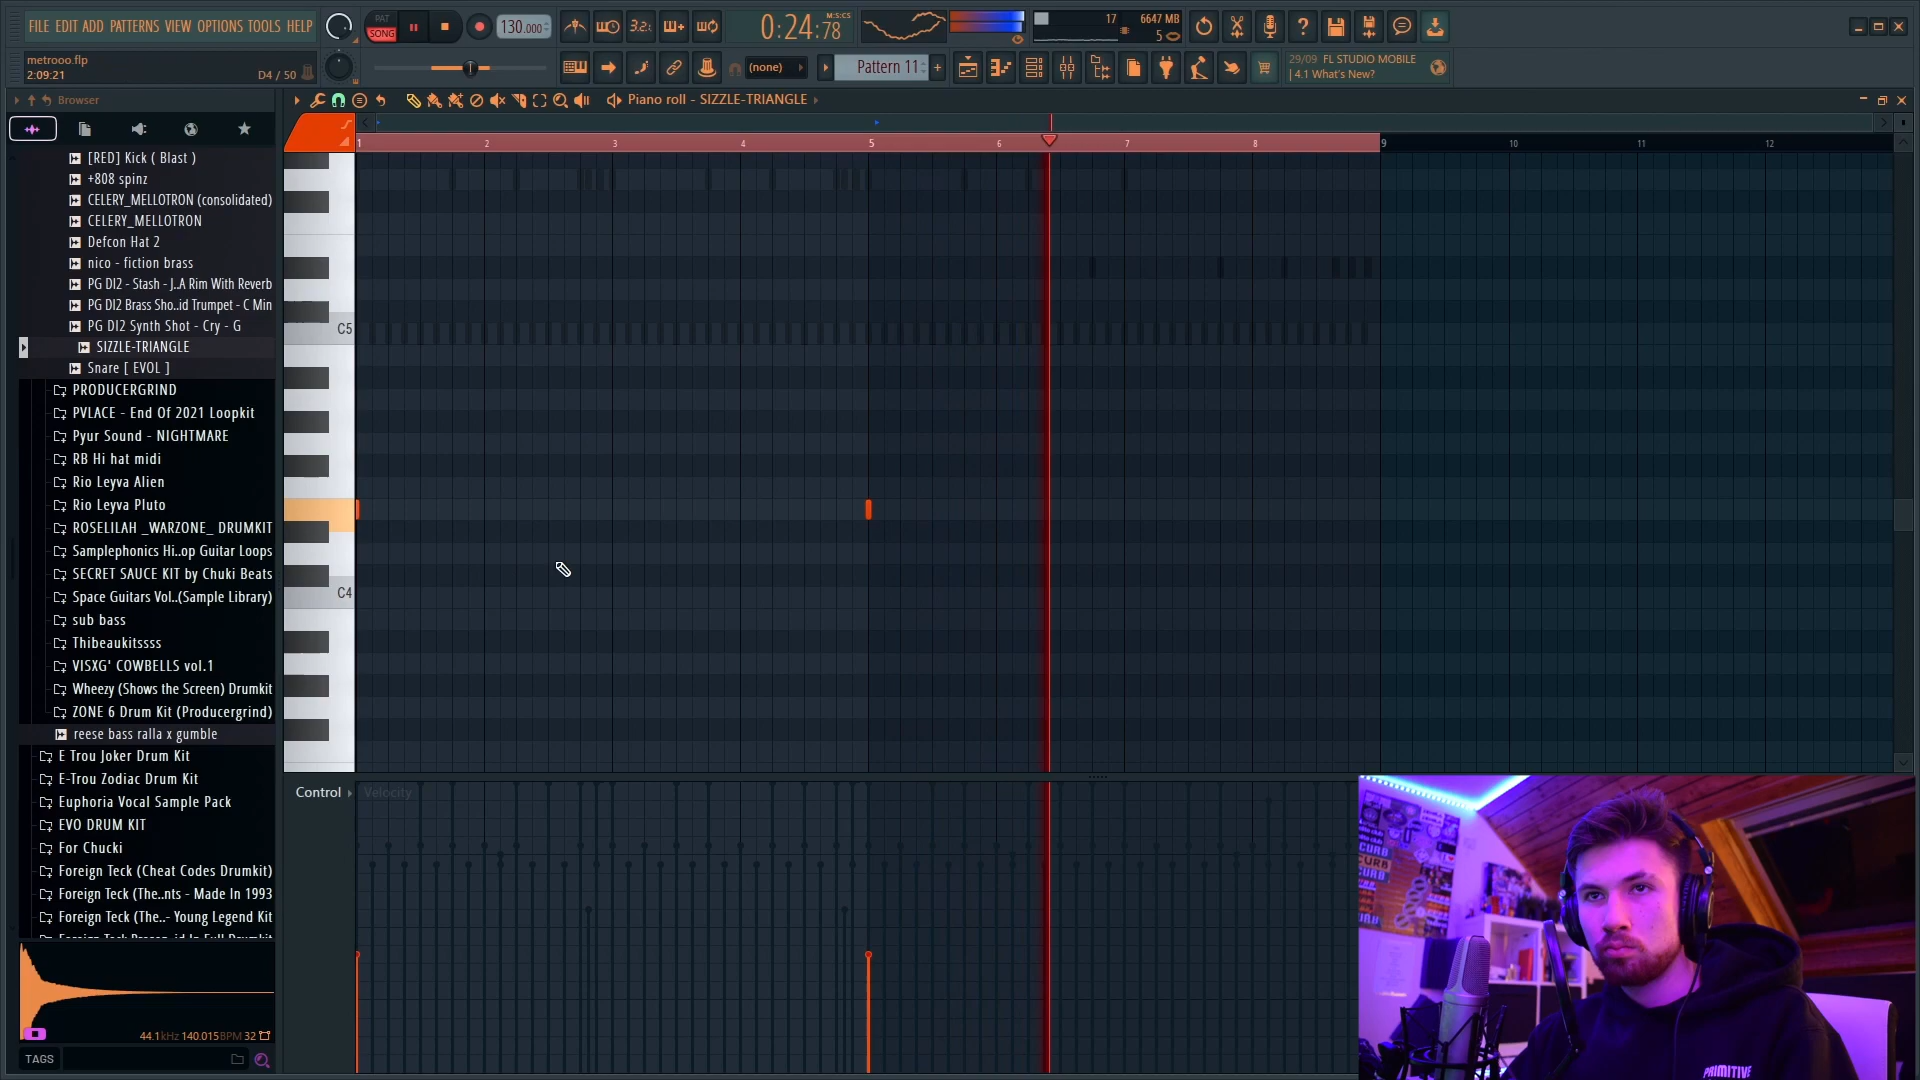 FILE EDIT ADD PATTERNS VIEW OPTIONS TOOLS HELP
PAT
SONG
130.000
3.2.
0:24:78
M:S:CS
17
6647 MB
5
metrooo.flp
2:09:21
D4 / 50
(none)
Pattern 11
+
29/09 FL STUDIO MOBILE
| 4.1 What's New?
Browser
Piano roll - SIZZLE-TRIANGLE
1 2 3 4 5 6 7 8 9 10 11 12
[RED] Kick ( Blast )
+808 spinz
CELERY_MELLOTRON (consolidated)
CELERY_MELLOTRON
Defcon Hat 2
nico - fiction brass
PG DI2 - Stash - J..A Rim With Reverb
PG DI2 Brass Sho..id Trumpet - C Min
PG DI2 Synth Shot - Cry - G
SIZZLE-TRIANGLE
Snare [ EVOL ]
PRODUCERGRIND
PVLACE - End Of 2021 Loopkit
Pyur Sound - NIGHTMARE
RB Hi hat midi
Rio Leyva Alien
Rio Leyva Pluto
ROSELILAH _WARZONE_ DRUMKIT
Samplephonics Hi..op Guitar Loops
SECRET SAUCE KIT by Chuki Beats
Space Guitars Vol..(Sample Library)
sub bass
Thibeaukitssss
VISXG' COWBELLS vol.1
Wheezy (Shows the Screen) Drumkit
ZONE 6 Drum Kit (Producergrind)
reese bass ralla x gumble
E Trou Joker Drum Kit
E-Trou Zodiac Drum Kit
Euphoria Vocal Sample Pack
EVO DRUM KIT
For Chucki
Foreign Teck (Cheat Codes Drumkit)
Foreign Teck (The..nts - Made In 1993
Foreign Teck (The..- Young Legend Kit
44.1kHz 140.015BPM 32
TAGS
C5
C4
Control
Velocity
CURB
CURB
PRIMITIVE